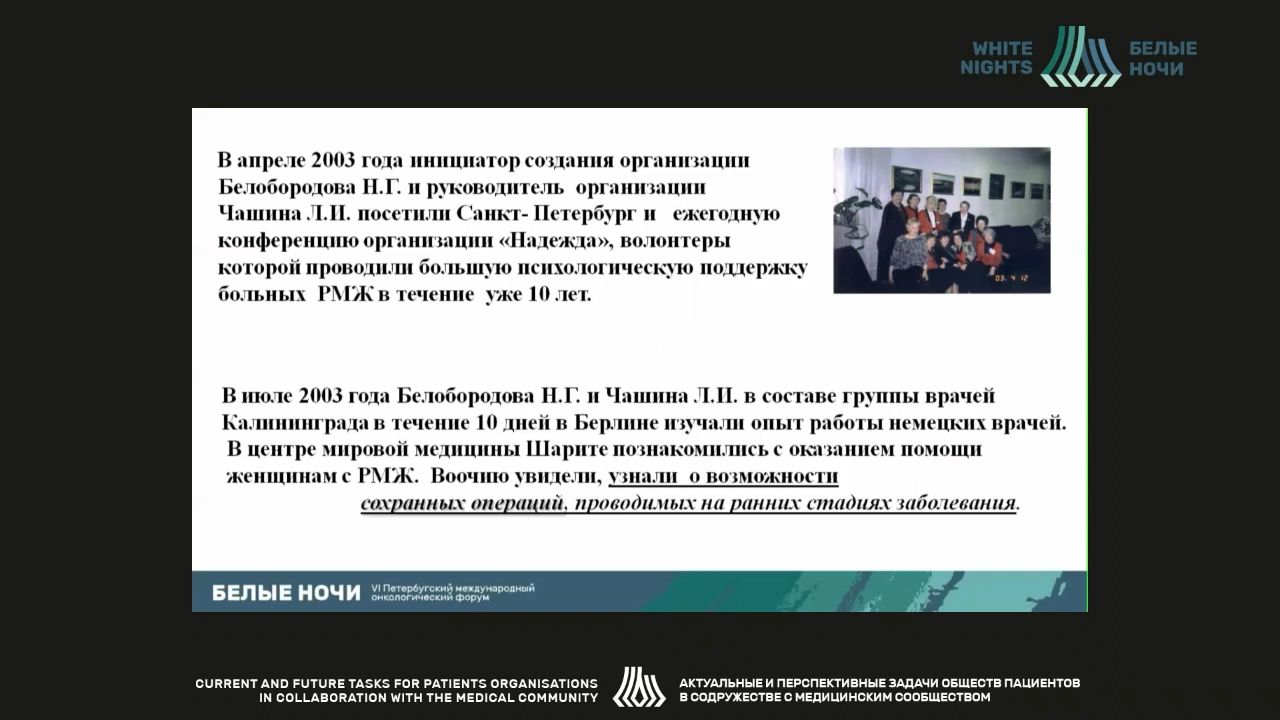 WHITE
NIGHTS
БЕЛЫЕ
НОЧИ
В апреле 2003 года инициатор создания организации
Белобородова Н.Г. и руководитель организации
Чашина Л.И. посетили Санкт- Петербург и ежегодную
конференцию организации «Надежда», волонтеры
которой проводили большую психологическую поддержку
больных РМЖ в течение уже 10 лет.
03. 4 12
В июле 2003 года Белобородова Н.Г. и Чашина Л.И. в составе группы врачей
Калининграда в течение 10 дней в Берлине изучали опыт работы немецких врачей.
В центре мировой медицины Шарите познакомились с оказанием помощи
женщинам с РМЖ. Воочию увидели, узнали о возможности
сохранных операций, проводимых на ранних стадиях заболевания.
БЕЛЫЕ НОЧИ
VI Петербугский международный
онкологический форум
CURRENT AND FUTURE TASKS FOR PATIENTS ORGANISATIONS
IN COLLABORATION WITH THE MEDICAL COMMUNITY
АКТУАЛЬНЫЕ И ПЕРСПЕКТИВНЫЕ ЗАДАЧИ ОБЩЕСТВ ПАЦИЕНТОВ
В СОДРУЖЕСТВЕ С МЕДИЦИНСКИМ СООБЩЕСТВОМ